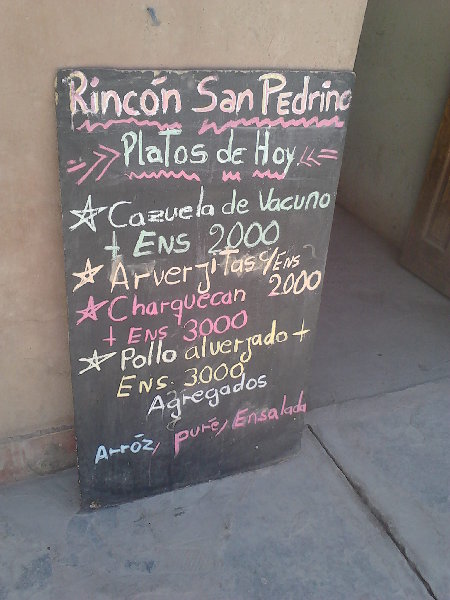 Rincón San Pedrino
Platos de Hoy
Cazuela de Vacuno
+ Ens 2000
Arverjitas c/Ens
2000
Charquecan
+ Ens 3000
Pollo alverjado +
Ens. 3000
Agregados
Arróz, puré, Ensalada